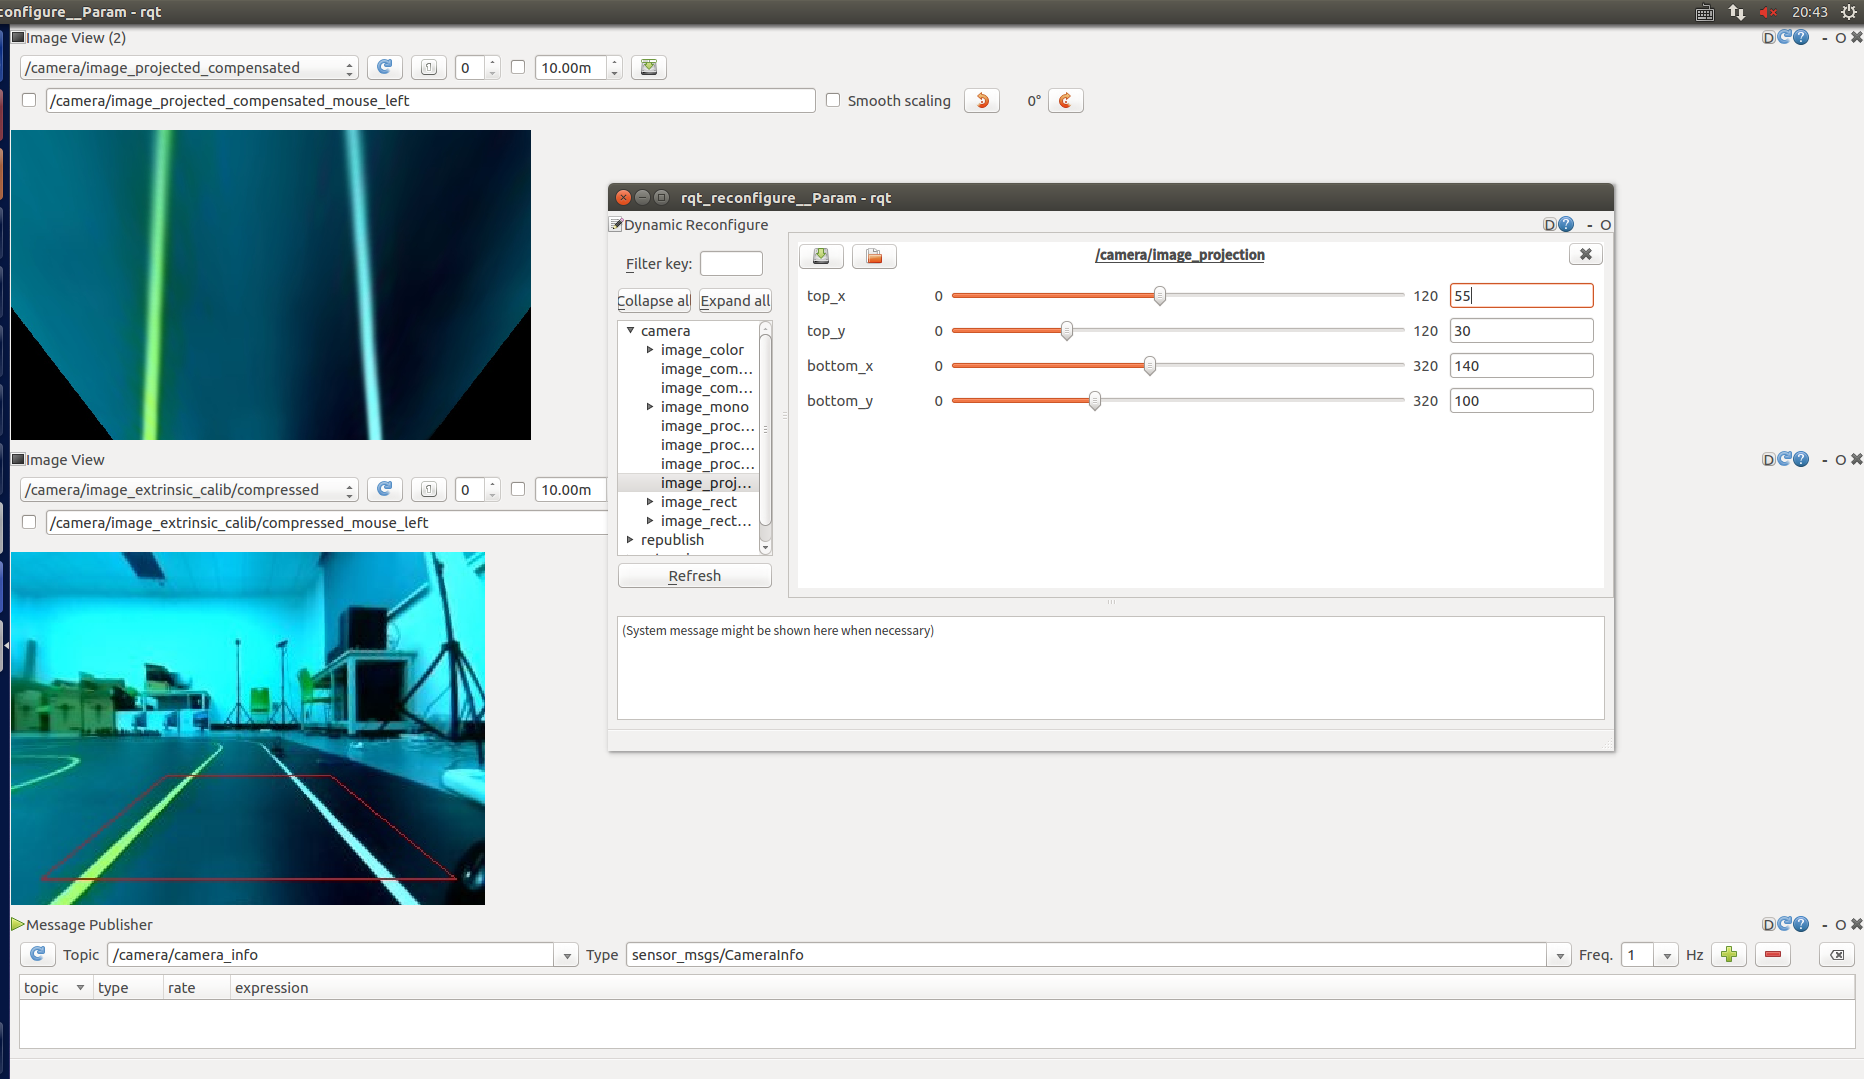 configure__Param - rqt
20:43
Image View (2)
D ? - O
/camera/image_projected_compensated
0
10.00m
/camera/image_projected_compensated_mouse_left
Smooth scaling
0°
rqt_reconfigure__Param - rqt
Dynamic Reconfigure
D ? - O
Filter key:
/camera/image_projection
Collapse all
Expand all
top_x 0 120 55
top_y 0 120 30
bottom_x 0 320 140
bottom_y 0 320 100
camera
image_color
image_com...
image_com...
image_mono
image_proc...
image_proc...
image_proc...
image_proj...
image_rect
image_rect...
republish
Refresh
(System message might be shown here when necessary)
Image View
D ? - O
/camera/image_extrinsic_calib/compressed
0
10.00m
/camera/image_extrinsic_calib/compressed_mouse_left
Message Publisher
D ? - O
Topic /camera/camera_info Type sensor_msgs/CameraInfo Freq. 1 Hz
topic type rate expression